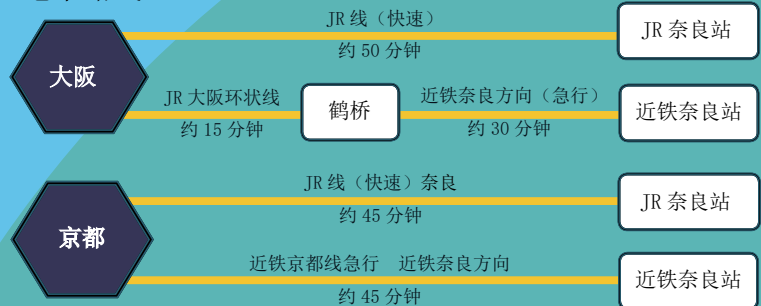 JR 线（快速）
大阪
约 50 分钟
JR 奈良站
JR 大阪环状线
约 15 分钟
鹤桥
近铁奈良方向（急行）
约 30 分钟
近铁奈良站
JR 线（快速）奈良
京都
约 45 分钟
JR 奈良站
近铁京都线急行　近铁奈良方向
约 45 分钟
近铁奈良站